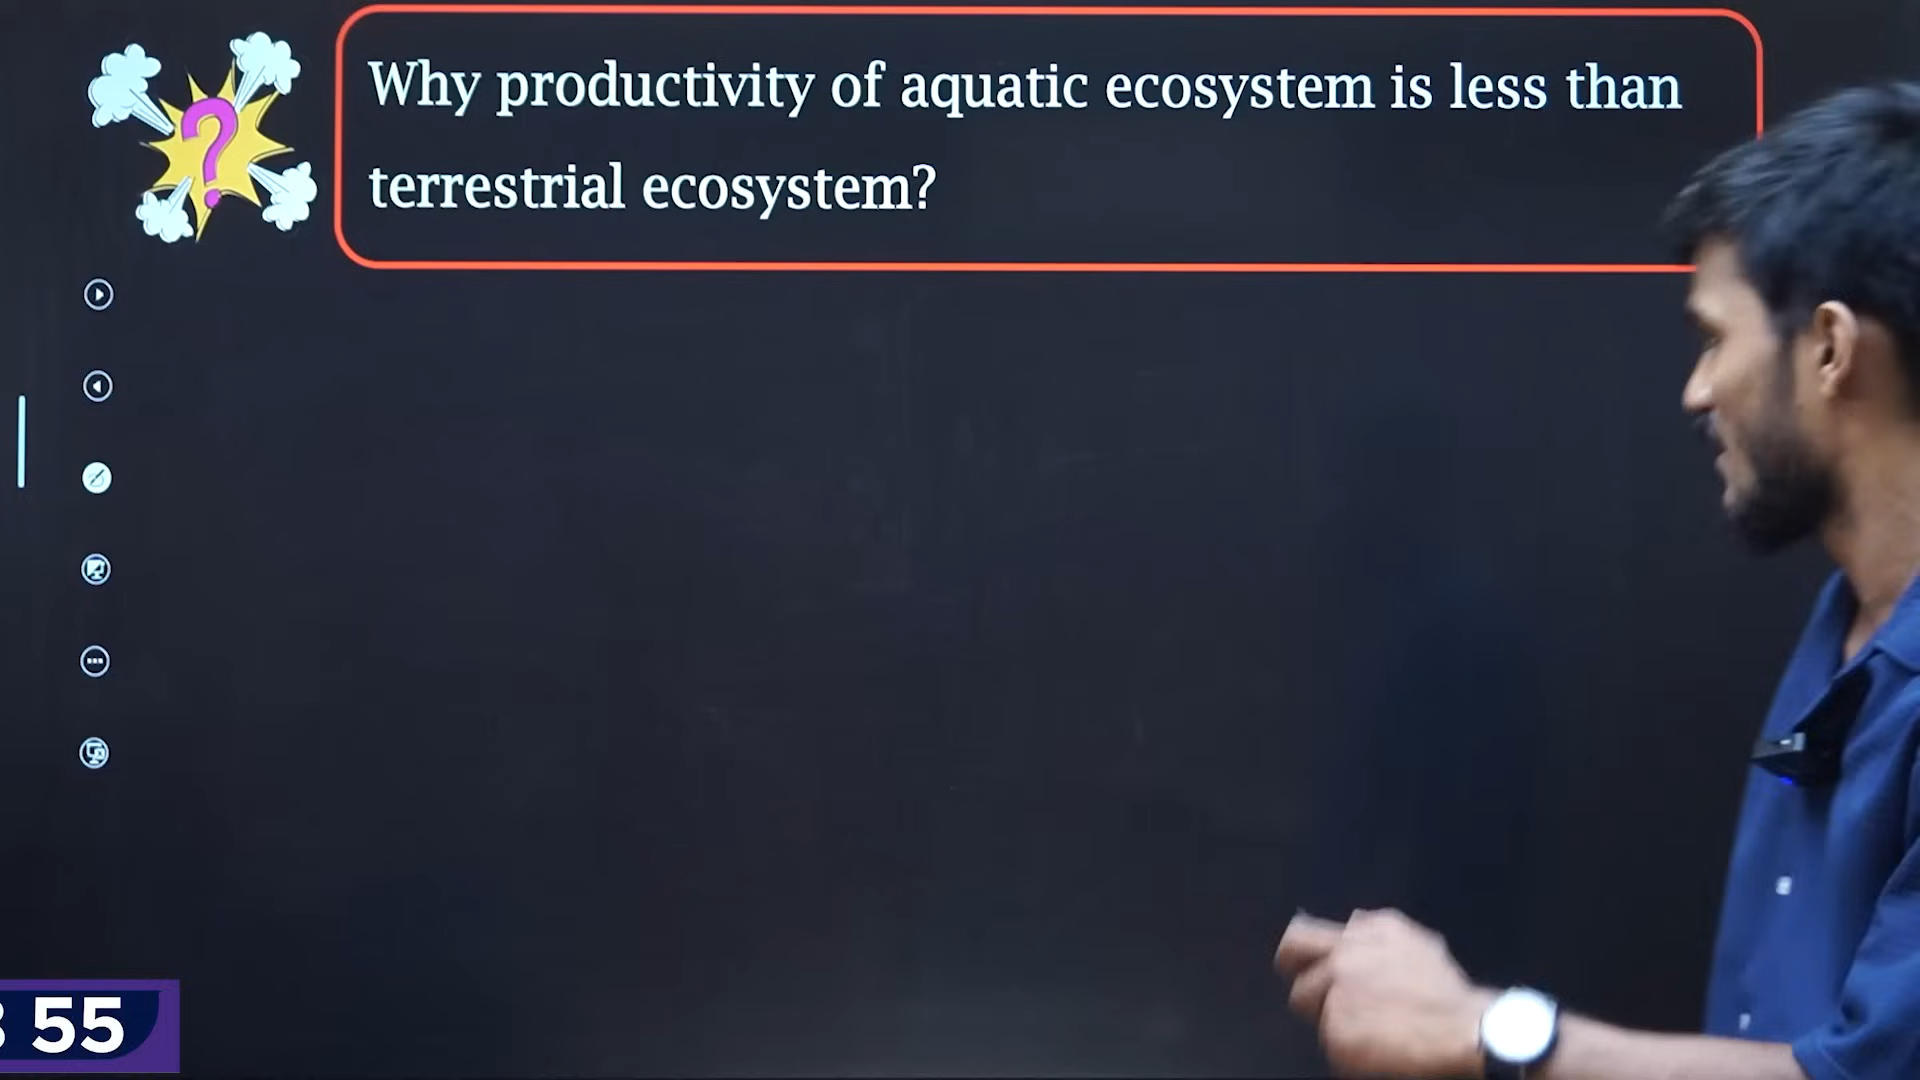 Why productivity of aquatic ecosystem is less than
terrestrial ecosystem?
?
55